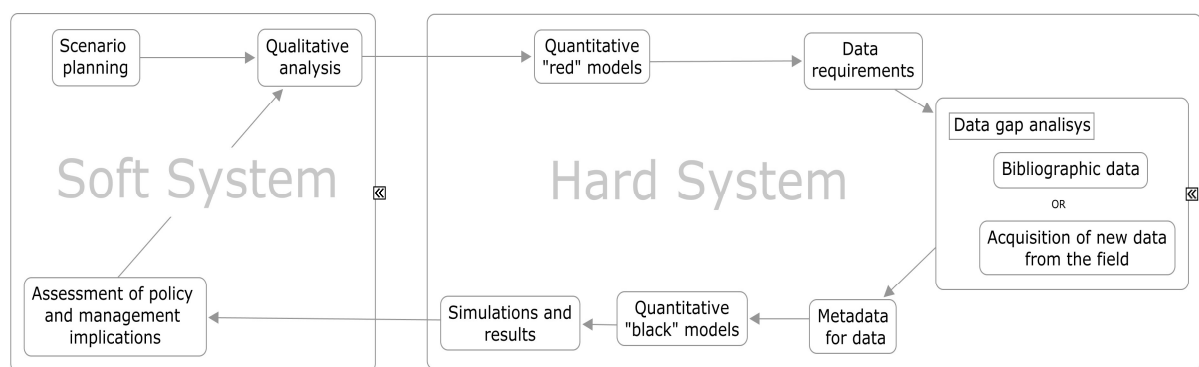 Scenario
planning
Qualitative
analysis
Quantitative
"red" models
Data
requirements
Data gap analisys
Bibliographic data
OR
Acquisition of new data
from the field
Soft System
Hard System
Assessment of policy
and management
implications
Simulations and
results
Quantitative
"black" models
Metadata
for data